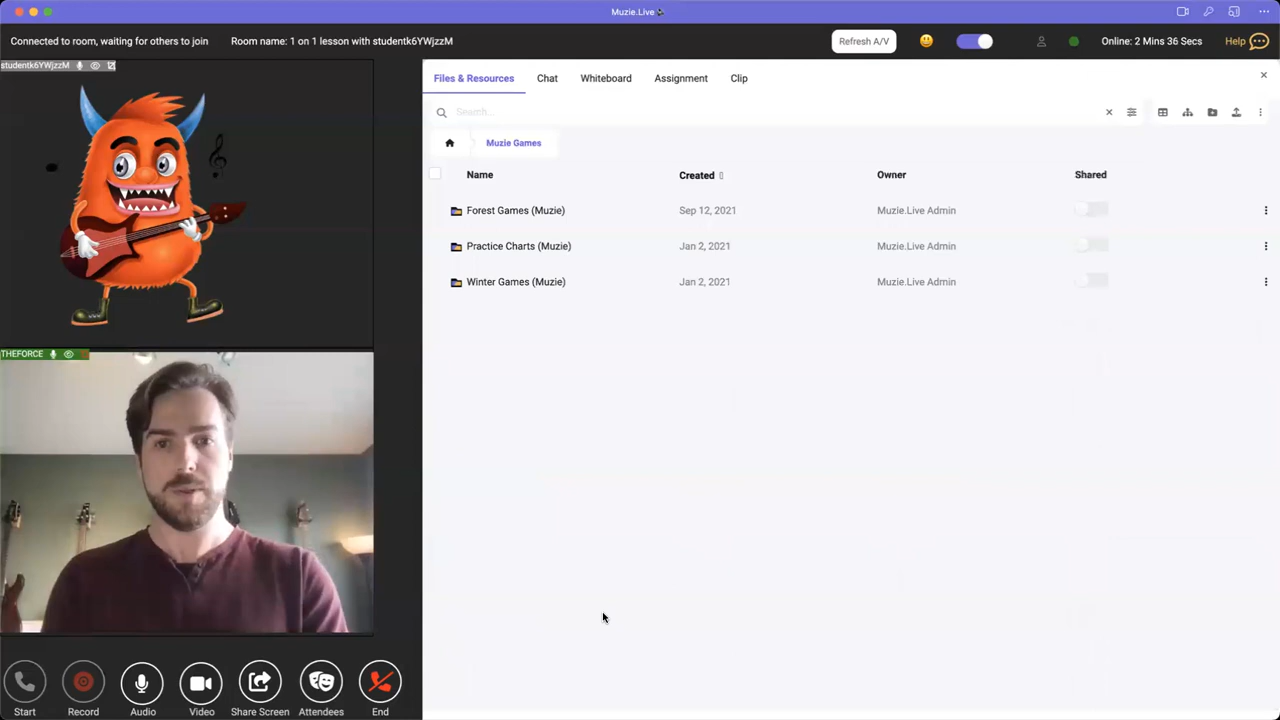 Muzie.Live
Connected to room, waiting for others to join
Room name: 1 on 1 lesson with studentk6YWjzzM
Refresh A/V
Online: 2 Mins 36 Secs
Help
studentk6YWjzzM
Files & Resources
Chat
Whiteboard
Assignment
Clip
Search...
Muzie Games
Name
Created
Owner
Shared
Forest Games (Muzie)
Sep 12, 2021
Muzie.Live Admin
Practice Charts (Muzie)
Jan 2, 2021
Muzie.Live Admin
Winter Games (Muzie)
Jan 2, 2021
Muzie.Live Admin
THEFORCE
Start
Record
Audio
Video
Share Screen
Attendees
End